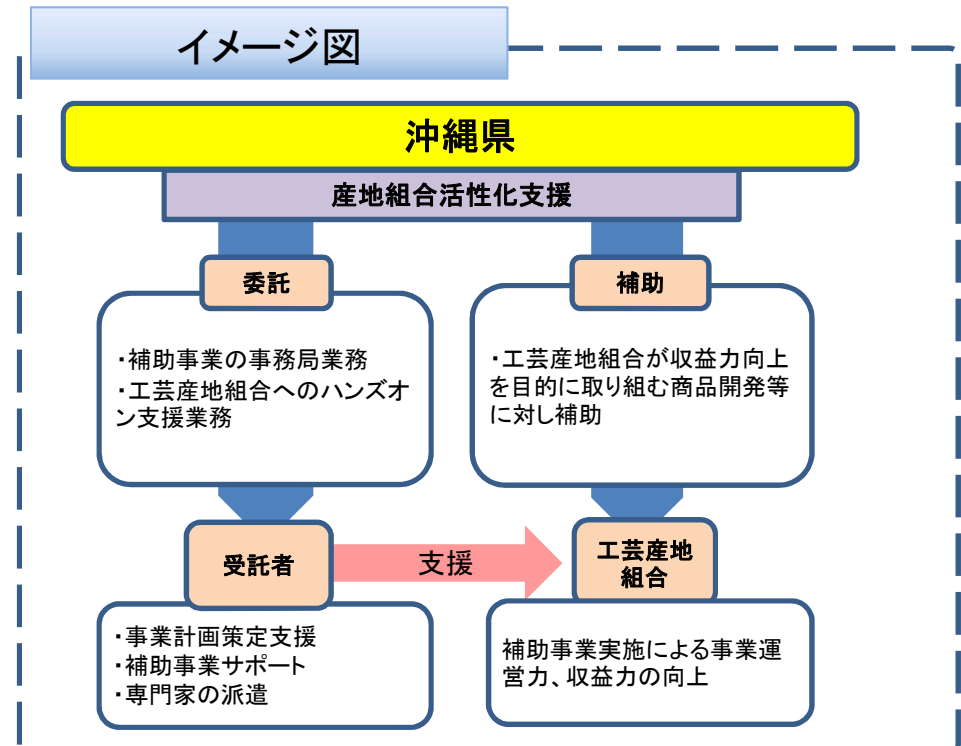 イメージ図
沖縄県
産地組合活性化支援
委託
・補助事業の事務局業務
・工芸産地組合へのハンズオ
ン支援業務
補助
・工芸産地組合が収益力向上
を目的に取り組む商品開発等
に対し補助
受託者
支援
工芸産地
組合
・事業計画策定支援
・補助事業サポート
・専門家の派遣
補助事業実施による事業運
営力、収益力の向上